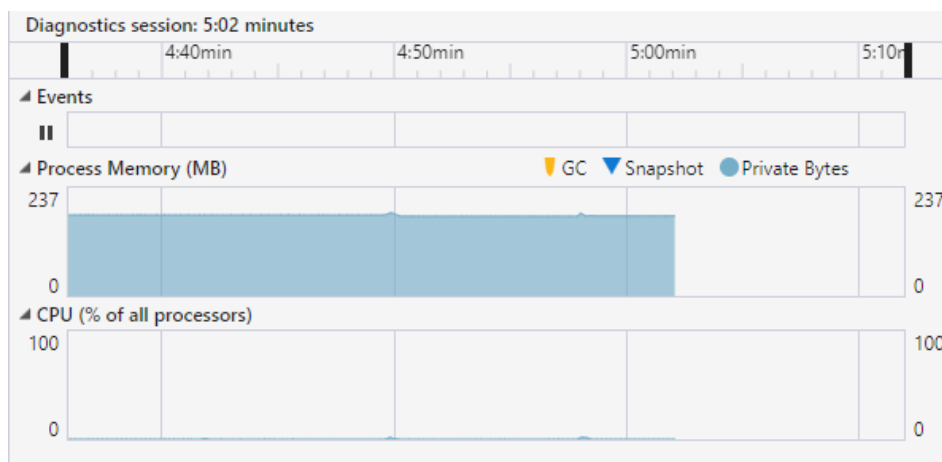 Diagnostics session: 5:02 minutes
4:40min 4:50min 5:00min
Events
Process Memory (MB) GC Snapshot Private Bytes
237 237
0 0
CPU (% of all processors)
100 100
0 0